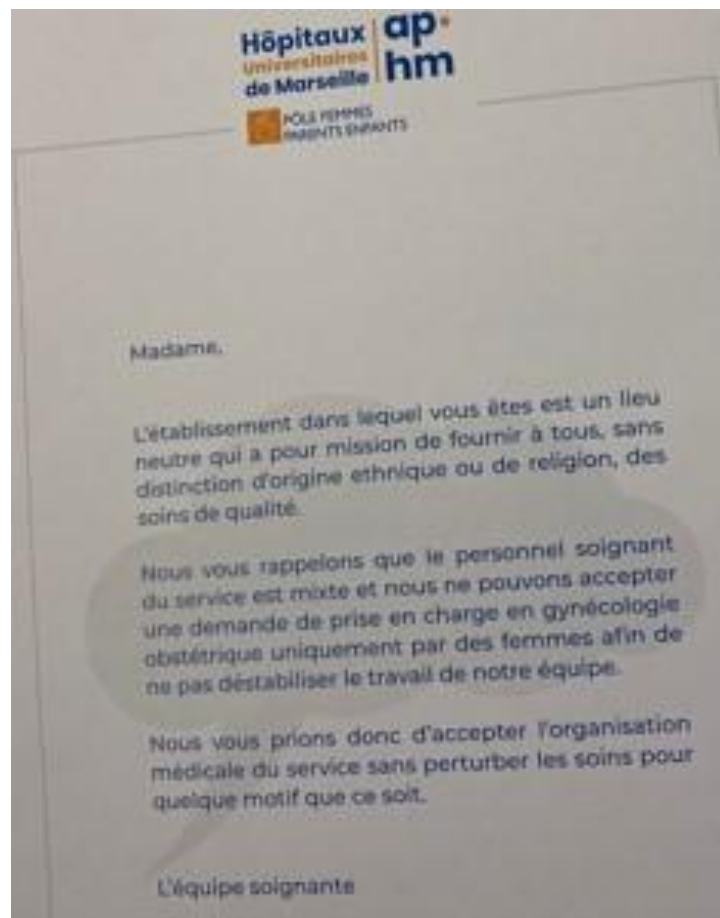 Hôpitaux
Universitaires
de Marseille
ap.
hm
PÔLE FEMMES
PARENTS ENFANTS
Madame,
L'établissement dans lequel vous êtes est un lieu
neutre qui a pour mission de fournir à tous, sans
distinction d'origine ethnique ou de religion, des
soins de qualité.
Nous vous rappelons que le personnel soignant
du service est mixte et nous ne pouvons accepter
une demande de prise en charge en gynécologie
obstétrique uniquement par des femmes afin de
ne pas déstabiliser le travail de notre équipe.
Nous vous prions donc d'accepter l'organisation
médicale du service sans perturber les soins pour
quelque motif que ce soit.
L'équipe soignante